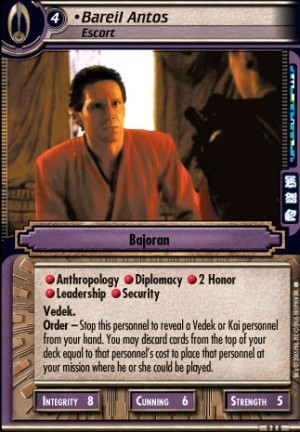 4
•Bareil Antos
Escort
Bajoran
Anthropology Diplomacy 2 Honor
Leadership Security
Vedek.
Order – Stop this personnel to reveal a Vedek or Kai personnel
from your hand. You may discard cards from the top of your
deck equal to that personnel's cost to place that personnel at
your mission where he or she could be played.
INTEGRITY 8 CUNNING 6 STRENGTH 5